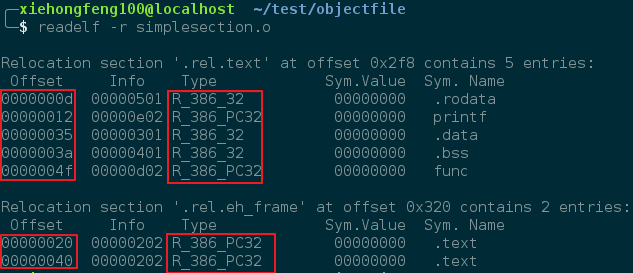 xiehongfeng100@localhost ~/test/objectfile
$ readelf -r simplesection.o
Relocation section '.rel.text' at offset 0x2f8 contains 5 entries:
Offset Info Type Sym.Value Sym. Name
0000000d 00000501 R_386_32 00000000 .rodata
00000012 00000e02 R_386_PC32 00000000 printf
00000035 00000301 R_386_32 00000000 .data
0000003a 00000401 R_386_32 00000000 .bss
0000004f 00000d02 R_386_PC32 00000000 func
Relocation section '.rel.eh_frame' at offset 0x320 contains 2 entries:
Offset Info Type Sym.Value Sym. Name
00000020 00000202 R_386_PC32 00000000 .text
00000040 00000202 R_386_PC32 00000000 .text